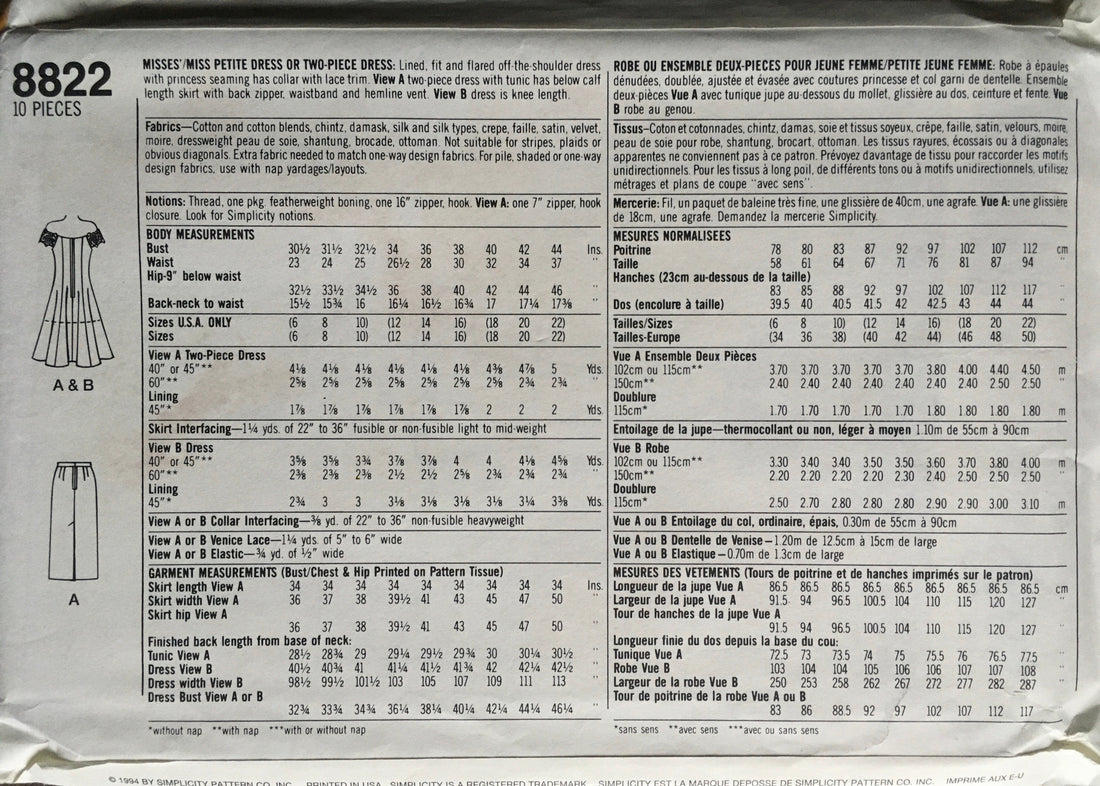 8822
10 PIECES
A & B
A
MISSES'/MISS PETITE DRESS OR TWO-PIECE DRESS: Lined, fit and flared off-the-shoulder dress
with princess seaming has collar with lace trim. View A two-piece dress with tunic has below calf
length skirt with back zipper, waistband and hemline vent. View B dress is knee length.
Fabrics—Cotton and cotton blends, chintz, damask, silk and silk types, crepe, faille, satin, velvet,
moire, dressweight peau de soie, shantung, brocade, ottoman. Not suitable for stripes, plaids or
obvious diagonals. Extra fabric needed to match one-way design fabrics. For pile, shaded or one-way
design fabrics, use with nap yardages/layouts.
Notions: Thread, one pkg. featherweight boning, one 16" zipper, hook. View A: one 7" zipper, hook
closure. Look for Simplicity notions.
BODY MEASUREMENTS
Bust 30½ 31½ 32½ 34 36 38 40 42 44 Ins.
Waist 23 24 25 26½ 28 30 32 34 37 "
Hip-9" below waist
32½ 33½ 34½ 36 38 40 42 44 46 "
Back-neck to waist 15½ 15¾ 16 16¼ 16½ 16¾ 17 17¼ 17⅜ "
Sizes U.S.A. ONLY (6 8 10) (12 14 16) (18 20 22)
Sizes (6 8 10) (12 14 16) (18 20 22)
View A Two-Piece Dress
40" or 45"** 4⅛ 4⅛ 4⅛ 4⅛ 4⅛ 4⅛ 4⅜ 4⅞ 5 Yds.
60"** 2⅝ 2⅝ 2⅝ 2⅝ 2⅝ 2⅝ 2⅝ 2¾ 2¾ "
Lining
45"* 1⅞ 1⅞ 1⅞ 1⅞ 1⅞ 1⅞ 2 2 2 Yds.
Skirt Interfacing—1¼ yds. of 22" to 36" fusible or non-fusible light to mid-weight
View B Dress
40" or 45"** 3⅝ 3⅝ 3¾ 3⅞ 3⅞ 4 4 4⅛ 4⅝ Yds.
60"** 2⅜ 2⅜ 2⅜ 2½ 2½ 2⅝ 2¾ 2¾ 2¾ "
Lining
45"* 2¾ 3 3 3⅛ 3⅛ 3⅛ 3⅛ 3¼ 3⅜ Yds.
View A or B Collar Interfacing—⅜ yd. of 22" to 36" non-fusible heavyweight
View A or B Venice Lace—1¼ yds. of 5" to 6" wide
View A or B Elastic—¾ yd. of ½" wide
GARMENT MEASUREMENTS (Bust/Chest & Hip Printed on Pattern Tissue)
Skirt length View A 34 34 34 34 34 34 34 34 34 Ins.
Skirt width View A 36 37 38 39½ 41 43 45 47 50 "
Skirt hip View A
36 37 38 39½ 41 43 45 47 50 "
Finished back length from base of neck:
Tunic View A 28½ 28¾ 29 29¼ 29½ 29¾ 30 30¼ 30½ "
Dress View B 40½ 40¾ 41 41¼ 41½ 41¾ 42 42¼ 42½ "
Dress width View B 98½ 99½ 101½ 103 105 107 109 111 113 "
Dress Bust View A or B
32¾ 33¾ 34¾ 36¼ 38¼ 40¼ 42¼ 44¼ 46¼ "
*without nap **with nap ***with or without nap
ROBE OU ENSEMBLE DEUX-PIECES POUR JEUNE FEMME/PETITE JEUNE FEMME: Robe à épaules
dénudées, doublée, ajustée et évasée avec coutures princesse et col garni de dentelle. Ensemble
deux-pièces Vue A avec tunique jupe au-dessous du mollet, glissière au dos, ceinture et fente. Vue
B robe au genou.
Tissus—Coton et cotonnades, chintz, damas, soie et tissus soyeux, crêpe, faille, satin, velours, moire,
peau de soie pour robe, shantung, brocart, ottoman. Les tissus rayures, écossais ou à diagonales
apparentes ne conviennent pas à ce patron. Prévoyez davantage de tissu pour raccorder les motifs
unidirectionnels. Pour les tissus à long poil, de différents tons ou à motifs unidirectionnels, utilisez
métrages et plans de coupe "avec sens".
Mercerie: Fil, un paquet de baleine très fine, une glissière de 40cm, une agrafe. Vue A: une glissière
de 18cm, une agrafe. Demandez la mercerie Simplicity.
MESURES NORMALISEES
Poitrine 78 80 83 87 92 97 102 107 112 cm
Taille 58 61 64 67 71 76 81 87 94 "
Hanches (23cm au-dessous de la taille)
83 85 88 92 97 102 107 112 117 "
Dos (encolure à taille) 39.5 40 40.5 41.5 42 42.5 43 44 44 "
Tailles/Sizes (6 8 10) (12 14 16) (18 20 22)
Tailles-Europe (34 36 38) (40 42 44) (46 48 50)
Vue A Ensemble Deux Pièces
102cm ou 115cm** 3.70 3.70 3.70 3.70 3.70 3.80 4.00 4.40 4.50 m
150cm** 2.40 2.40 2.40 2.40 2.40 2.40 2.40 2.50 2.50 "
Doublure
115cm* 1.70 1.70 1.70 1.70 1.70 1.80 1.80 1.80 1.80 m
Entoilage de la jupe—thermocollant ou non, léger à moyen 1.10m de 55cm à 90cm
Vue B Robe
102cm ou 115cm** 3.30 3.40 3.40 3.50 3.50 3.60 3.70 3.80 4.00 m
150cm** 2.20 2.20 2.20 2.20 2.30 2.40 2.50 2.50 2.50 "
Doublure
115cm* 2.50 2.70 2.80 2.80 2.80 2.90 2.90 3.00 3.10 m
Vue A ou B Entoilage du col, ordinaire, épais, 0.30m de 55cm à 90cm
Vue A ou B Dentelle de Venise—1.20m de 12.5cm à 15cm de large
Vue A ou B Elastique—0.70m de 1.3cm de large
MESURES DES VETEMENTS (Tours de poitrine et de hanches imprimés sur le patron)
Longueur de la jupe Vue A 86.5 86.5 86.5 86.5 86.5 86.5 86.5 86.5 86.5 cm
Largeur de la jupe Vue A 91.5 94 96.5 100.5 104 110 115 120 127 "
Tour de hanches de la jupe Vue A
91.5 94 96.5 100.5 104 110 115 120 127 "
Longueur finie du dos depuis la base du cou:
Tunique Vue A 72.5 73 73.5 74 75 75.5 76 76.5 77.5 "
Robe Vue B 103 104 104 105 106 106 107 107 108 "
Largeur de la robe Vue B 250 253 258 262 267 272 277 282 287 "
Tour de poitrine de la robe Vue A ou B
83 86 88.5 92 97 102 107 112 117 "
*sans sens **avec sens ***avec ou sans sens
© 1994 BY SIMPLICITY PATTERN CO. INC. PRINTED IN USA SIMPLICITY IS A REGISTERED TRADEMARK SIMPLICITY EST LA MARQUE DEPOSSE DE SIMPLICITY PATTERN CO. INC. IMPRIME AUX E-U